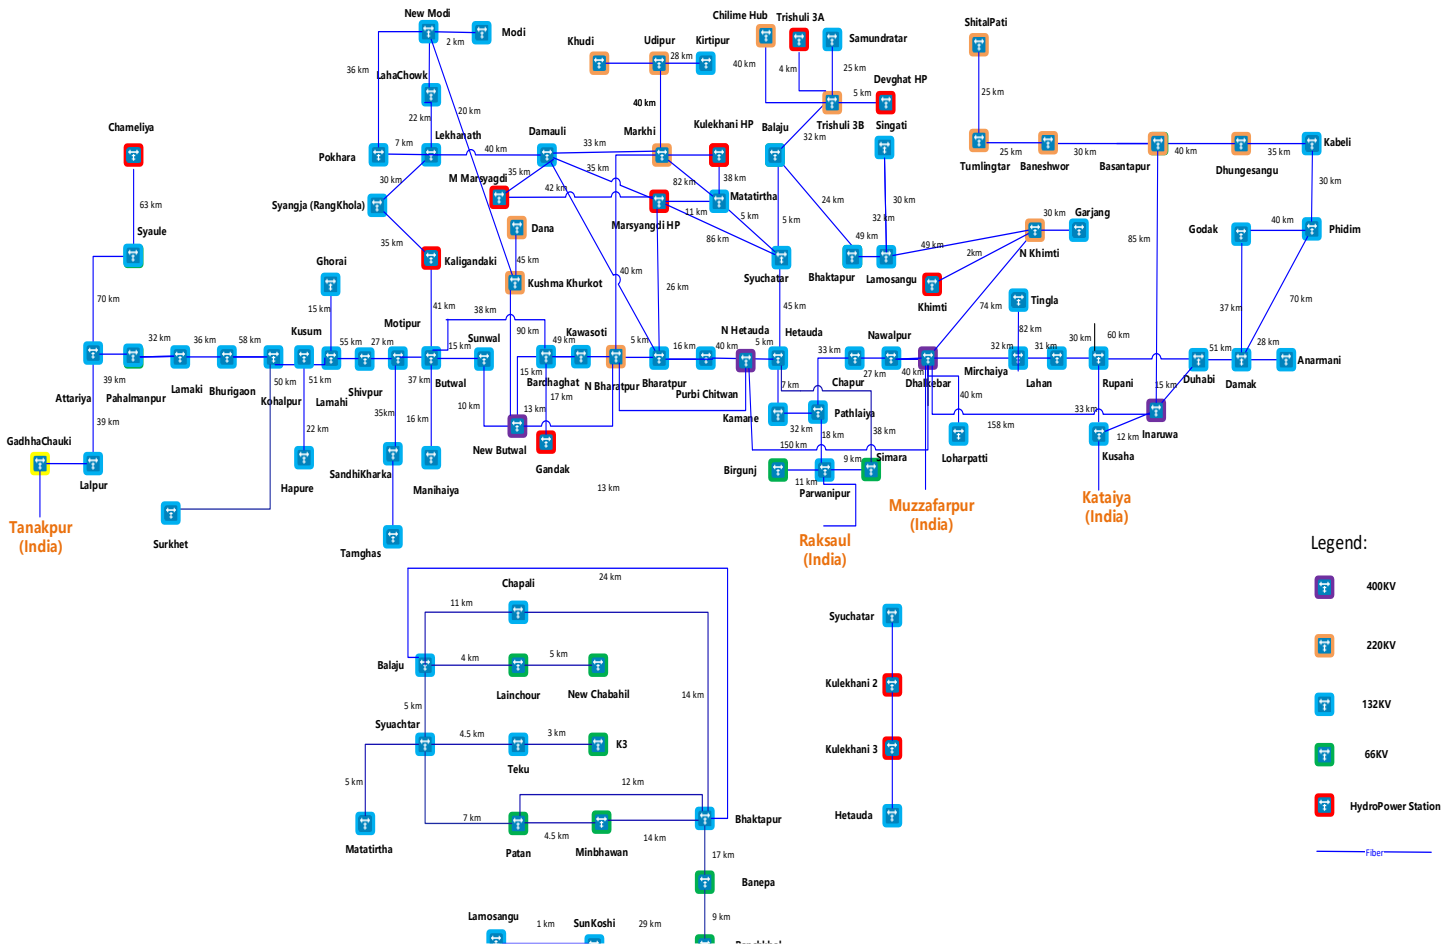 New Modi
Modi
2 km
36 km
LahaChowk
22 km
20 km
Lekhanath
7 km
Pokhara
40 km
30 km
Syangja (RangKhola)
35 km
Kaligandaki
41 km
Chameliya
63 km
Syaule
70 km
Khudi
Udipur
28 km
Kirtipur
40 km
Damauli
33 km
Markhi
Kulekhani HP
35 km
35 km
M Marsyagdi
42 km
82 km
38 km
Matatirtha
11 km
Marsyangdi HP
5 km
86 km
Dana
45 km
Kushma Khurkot
40 km
26 km
Chilime Hub
Trishuli 3A
Samundratar
40 km
4 km
25 km
Devghat HP
5 km
Trishuli 3B
Singati
Balaju
32 km
30 km
24 km
5 km
32 km
49 km
Syuchatar
Bhaktapur
Lamosangu
49 km
45 km
ShitalPati
25 km
Tumlingtar
25 km
Baneshwor
30 km
Basantapur
40 km
Dhungesangu
35 km
Kabeli
30 km
30 km
Garjang
N Khimti
2km
Khimti
74 km
Tingla
82 km
85 km
Godak
40 km
Phidim
37 km
70 km
Ghorai
15 km
Kusum
Motipur
38 km
90 km
32 km
36 km
58 km
55 km
27 km
15 km
Sunwal
49 km
Kawasoti
5 km
16 km
40 km
N Hetauda
5 km
Hetauda
33 km
Nawalpur
32 km
31 km
30 km
60 km
51 km
28 km
Anarmani
Attariya
39 km
Pahalmanpur
Lamaki
Bhurigaon
50 km
Kohalpur
51 km
Lamahi
Shivpur
37 km
Butwal
15 km
Bardhaghat
17 km
N Bharatpur
Bharatpur
Purbi Chitwan
7 km
Chapur
27 km
40 km
Dhalkebar
Mirchaiya
Lahan
Rupani
15 km
Duhabi
Damak
39 km
GadhhaChauki
Lalpur
22 km
Hapure
35km
16 km
10 km
13 km
New Butwal
Gandak
Kamane
Pathlaiya
32 km
18 km
38 km
150 km
9 km
Simara
40 km
158 km
Loharpatti
33 km
12 km
Inaruwa
Kusaha
SandhiKharka
Manihaiya
Birgunj
11 km
Parwanipur
13 km
Tanakpur
(India)
Surkhet
Tamghas
Raksaul
(India)
Muzzafarpur
(India)
Kataiya
(India)
24 km
Chapali
11 km
Balaju
4 km
5 km
Lainchour
New Chabahil
14 km
5 km
Syuachtar
4.5 km
3 km
K3
Teku
5 km
12 km
7 km
Matatirtha
Patan
4.5 km
Minbhawan
14 km
Bhaktapur
17 km
Banepa
9 km
Lamosangu
1 km
SunKoshi
29 km
Syuchatar
Kulekhani 2
Kulekhani 3
Hetauda
Legend:
400KV
220KV
132KV
66KV
HydroPower Station
Fiber